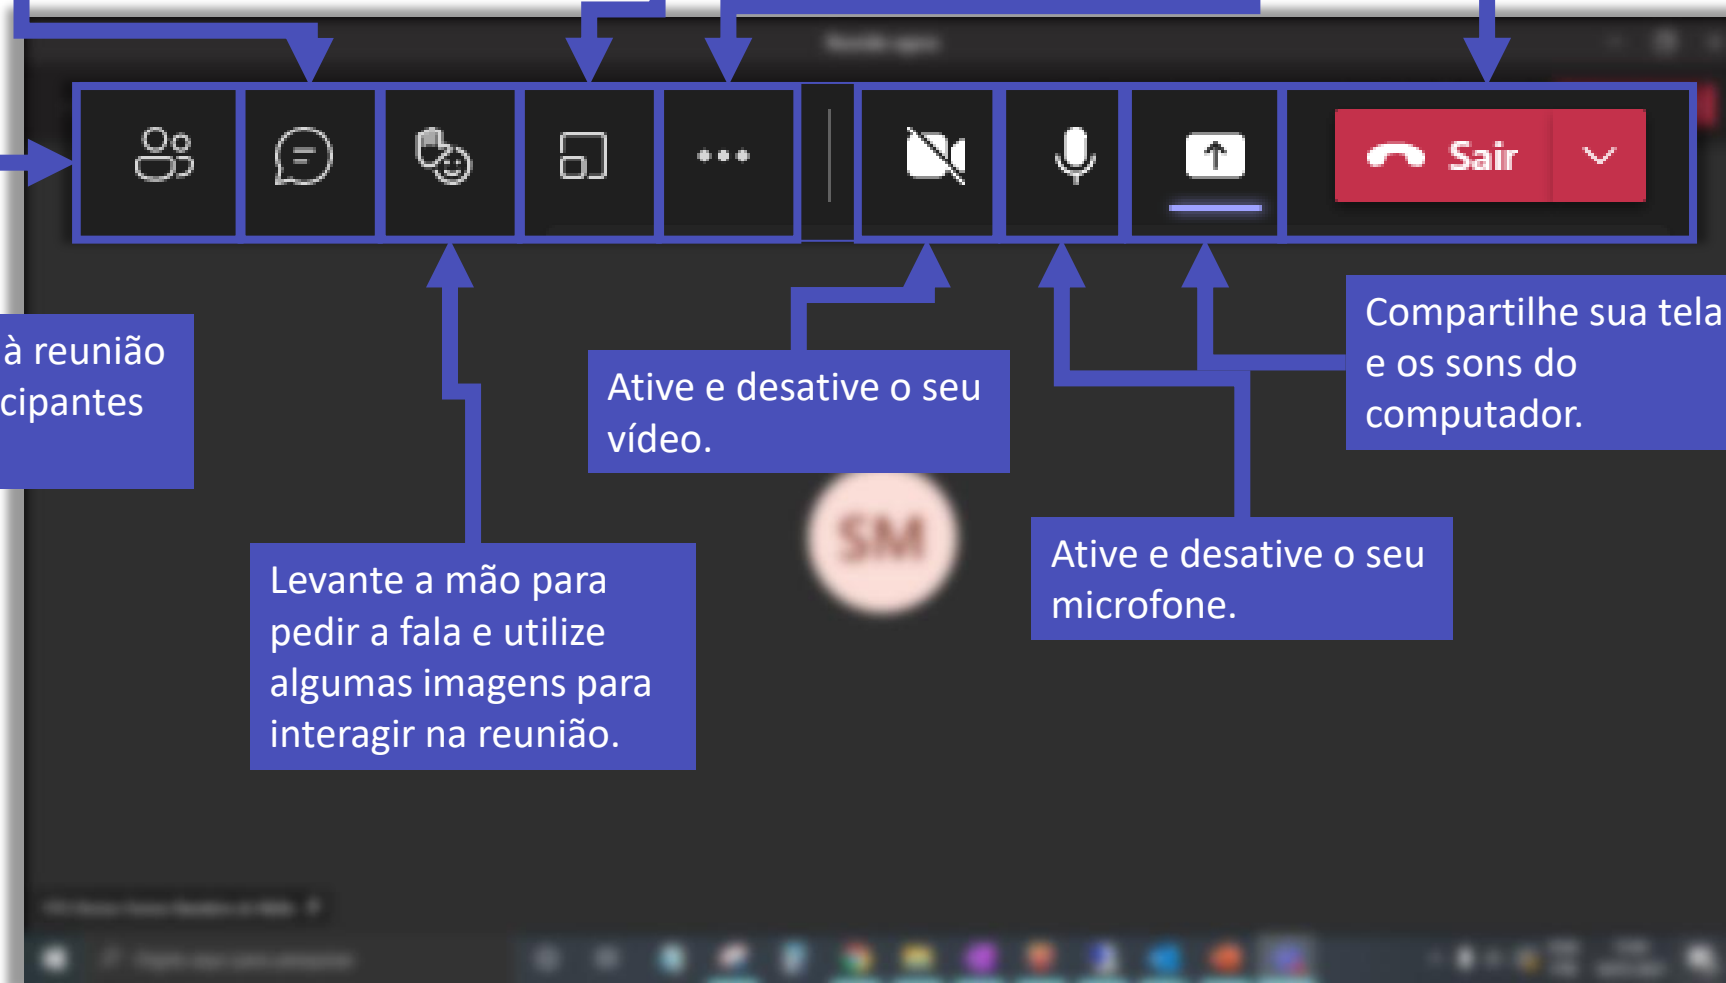 Sair
à reunião
cipantes
Ative e desative o seu
vídeo.
Compartilhe sua tela
e os sons do
computador.
SM
Levante a mão para
pedir a fala e utilize
algumas imagens para
interagir na reunião.
Ative e desative o seu
microfone.